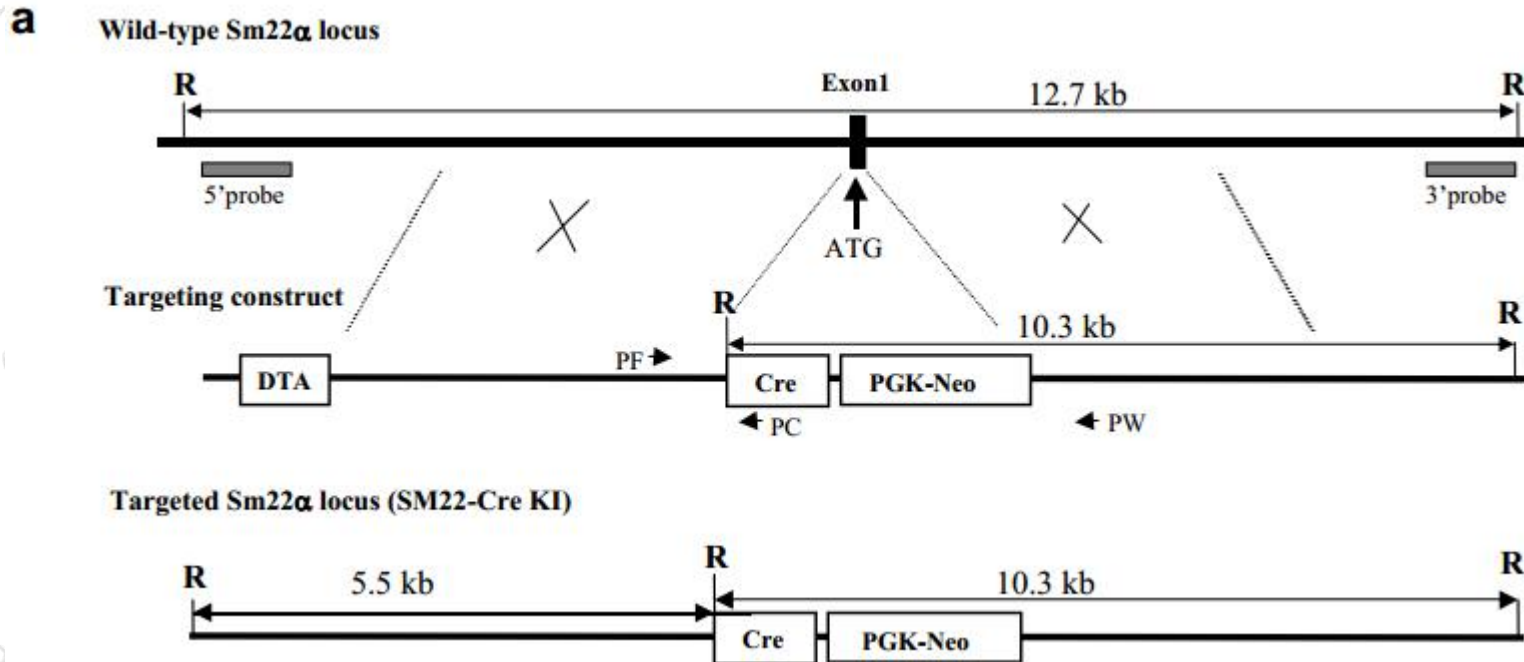 a
Wild-type Sm22α locus
R
Exon1
12.7 kb
R
5'probe
3'probe
ATG
Targeting construct
R
10.3 kb
R
PF
DTA
Cre
PGK-Neo
PC
PW
Targeted Sm22α locus (SM22-Cre KI)
R
5.5 kb
R
10.3 kb
R
Cre
PGK-Neo